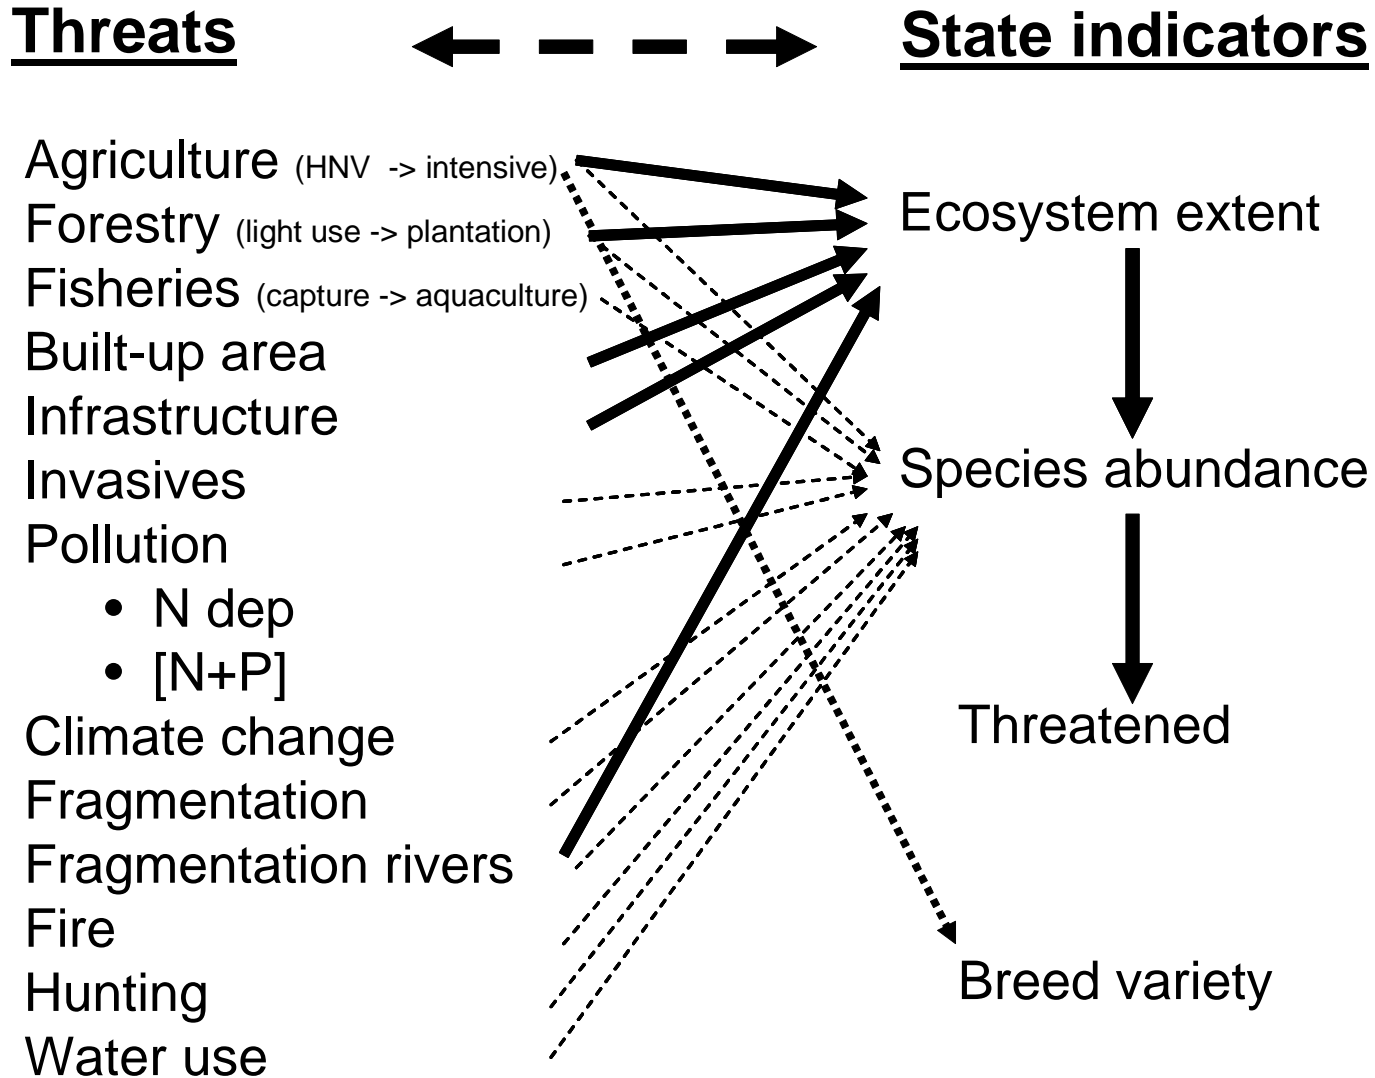 Threats
State indicators
Agriculture (HNV -> intensive)
Forestry (light use -> plantation)
Fisheries (capture -> aquaculture)
Built-up area
Infrastructure
Invasives
Pollution
• N dep
• [N+P]
Climate change
Fragmentation
Fragmentation rivers
Fire
Hunting
Water use
Ecosystem extent
Species abundance
Threatened
Breed variety